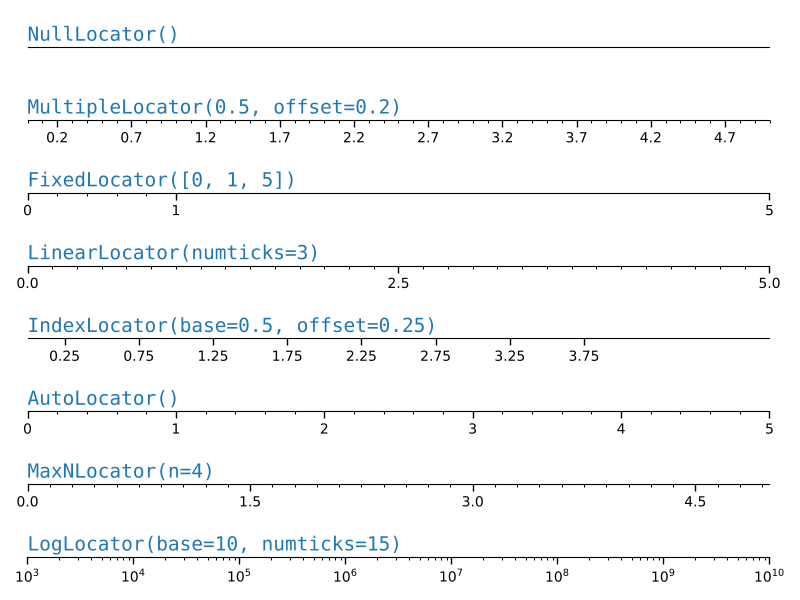 NullLocator()
MultipleLocator(0.5, offset=0.2)
0.2 0.7 1.2 1.7 2.2 2.7 3.2 3.7 4.2 4.7
FixedLocator([0, 1, 5])
0 1 5
LinearLocator(numticks=3)
0.0 2.5 5.0
IndexLocator(base=0.5, offset=0.25)
0.25 0.75 1.25 1.75 2.25 2.75 3.25 3.75
AutoLocator()
0 1 2 3 4 5
MaxNLocator(n=4)
0.0 1.5 3.0 4.5
LogLocator(base=10, numticks=15)
10³ 10⁴ 10⁵ 10⁶ 10⁷ 10⁸ 10⁹ 10¹⁰